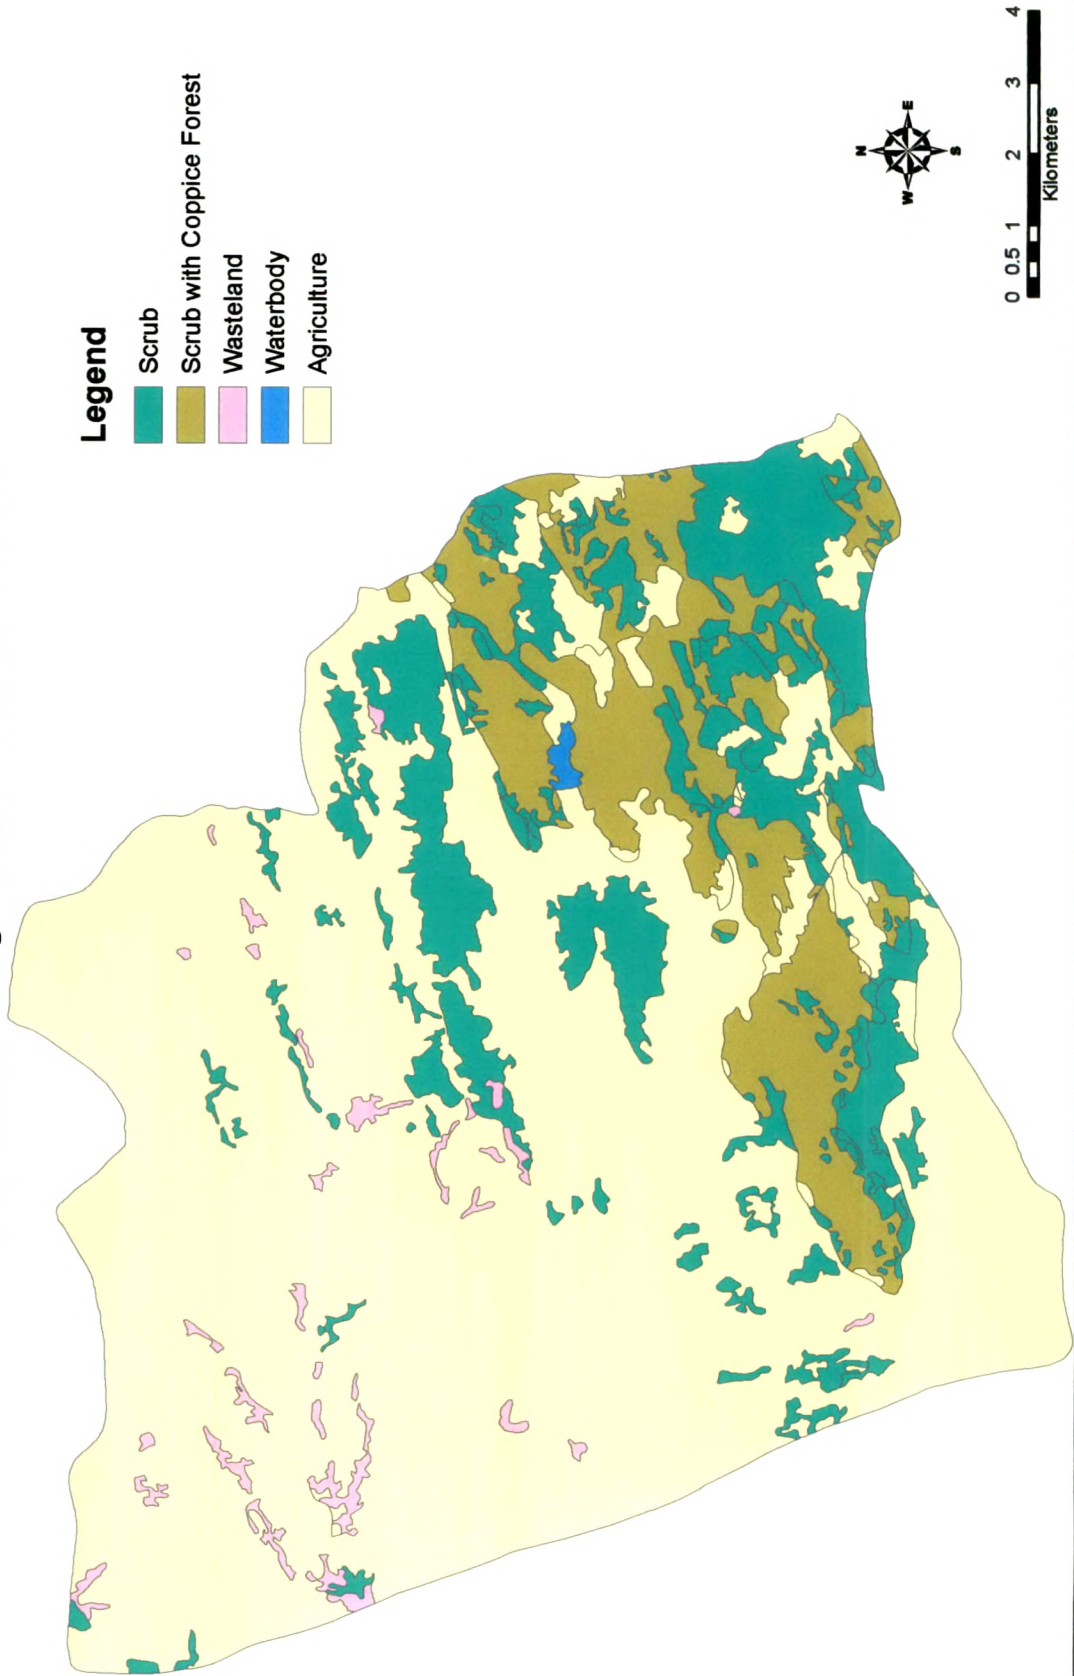 Legend
Scrub
Scrub with Coppice Forest
Wasteland
Waterbody
Agriculture
N
W
E
S
0 0.5 1 2 3 4
Kilometers